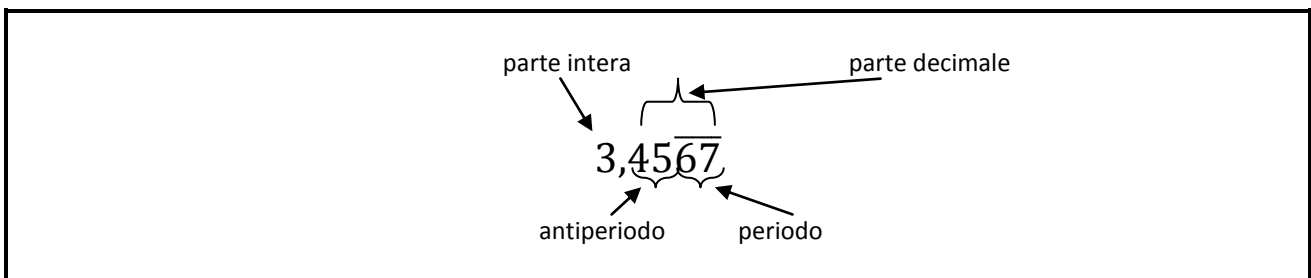 parte intera parte decimale
3,4567̅
antiperiodo periodo